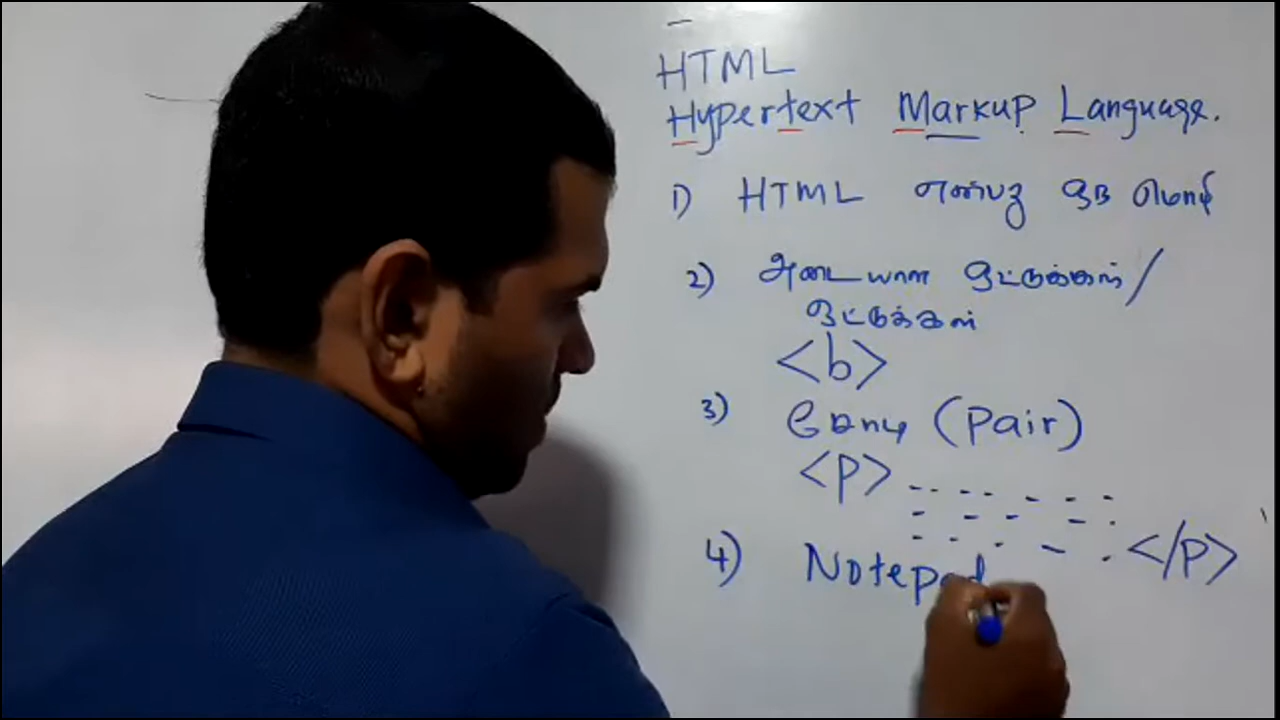 HTML
Hypertext Markup Language.
1) HTML என்பது ஒரு மொழி
2) அடையாள ஒட்டுக்கள் /
ஒட்டுக்கள்
<b>
3) ஜோடி (Pair)
<p>
</p>
4) Notepad